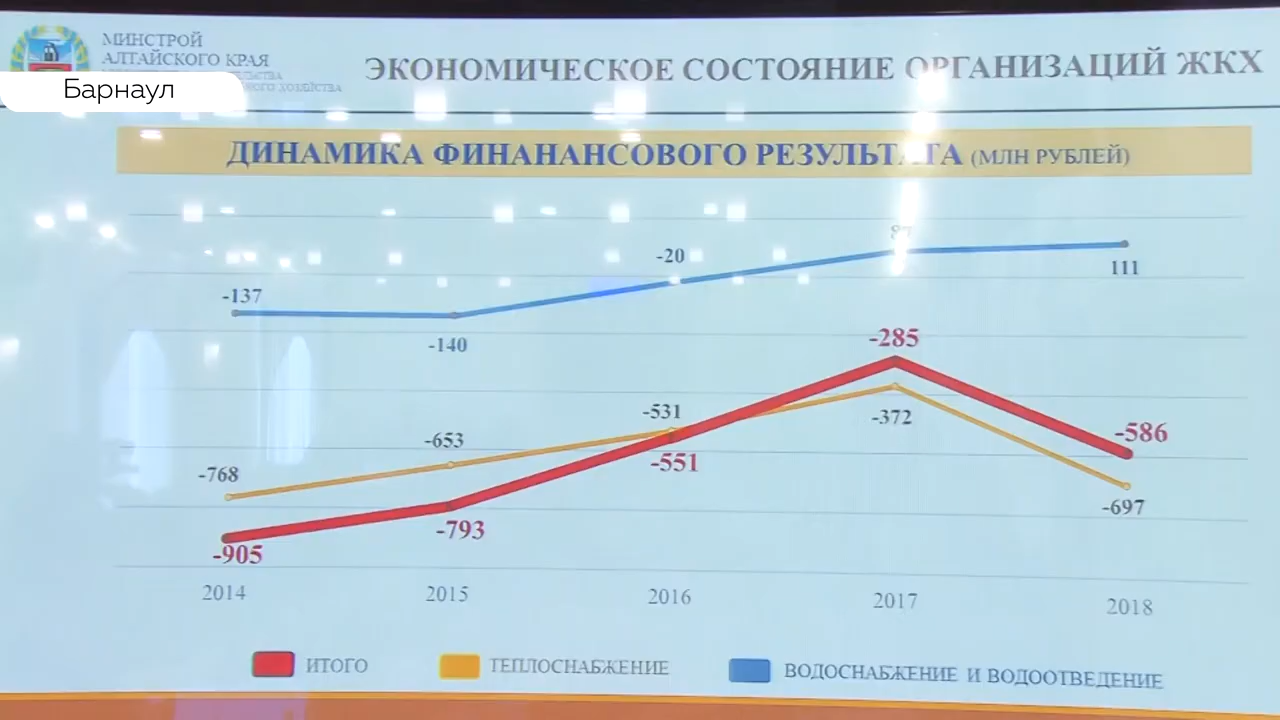 МИНСТРОЙ
АЛТАЙСКОГО КРАЯ
Барнаул
ЭКОНОМИЧЕСКОЕ СОСТОЯНИЕ ОРГАНИЗАЦИЙ ЖКХ
ДИНАМИКА ФИНАНАНСОВОГО РЕЗУЛЬТАТА (МЛН РУБЛЕЙ)
-137
-140
-20
87
111
-768
-653
-531
-372
-697
-905
-793
-551
-285
-586
2014
2015
2016
2017
2018
ИТОГО
ТЕПЛОСНАБЖЕНИЕ
ВОДОСНАБЖЕНИЕ И ВОДООТВЕДЕНИЕ